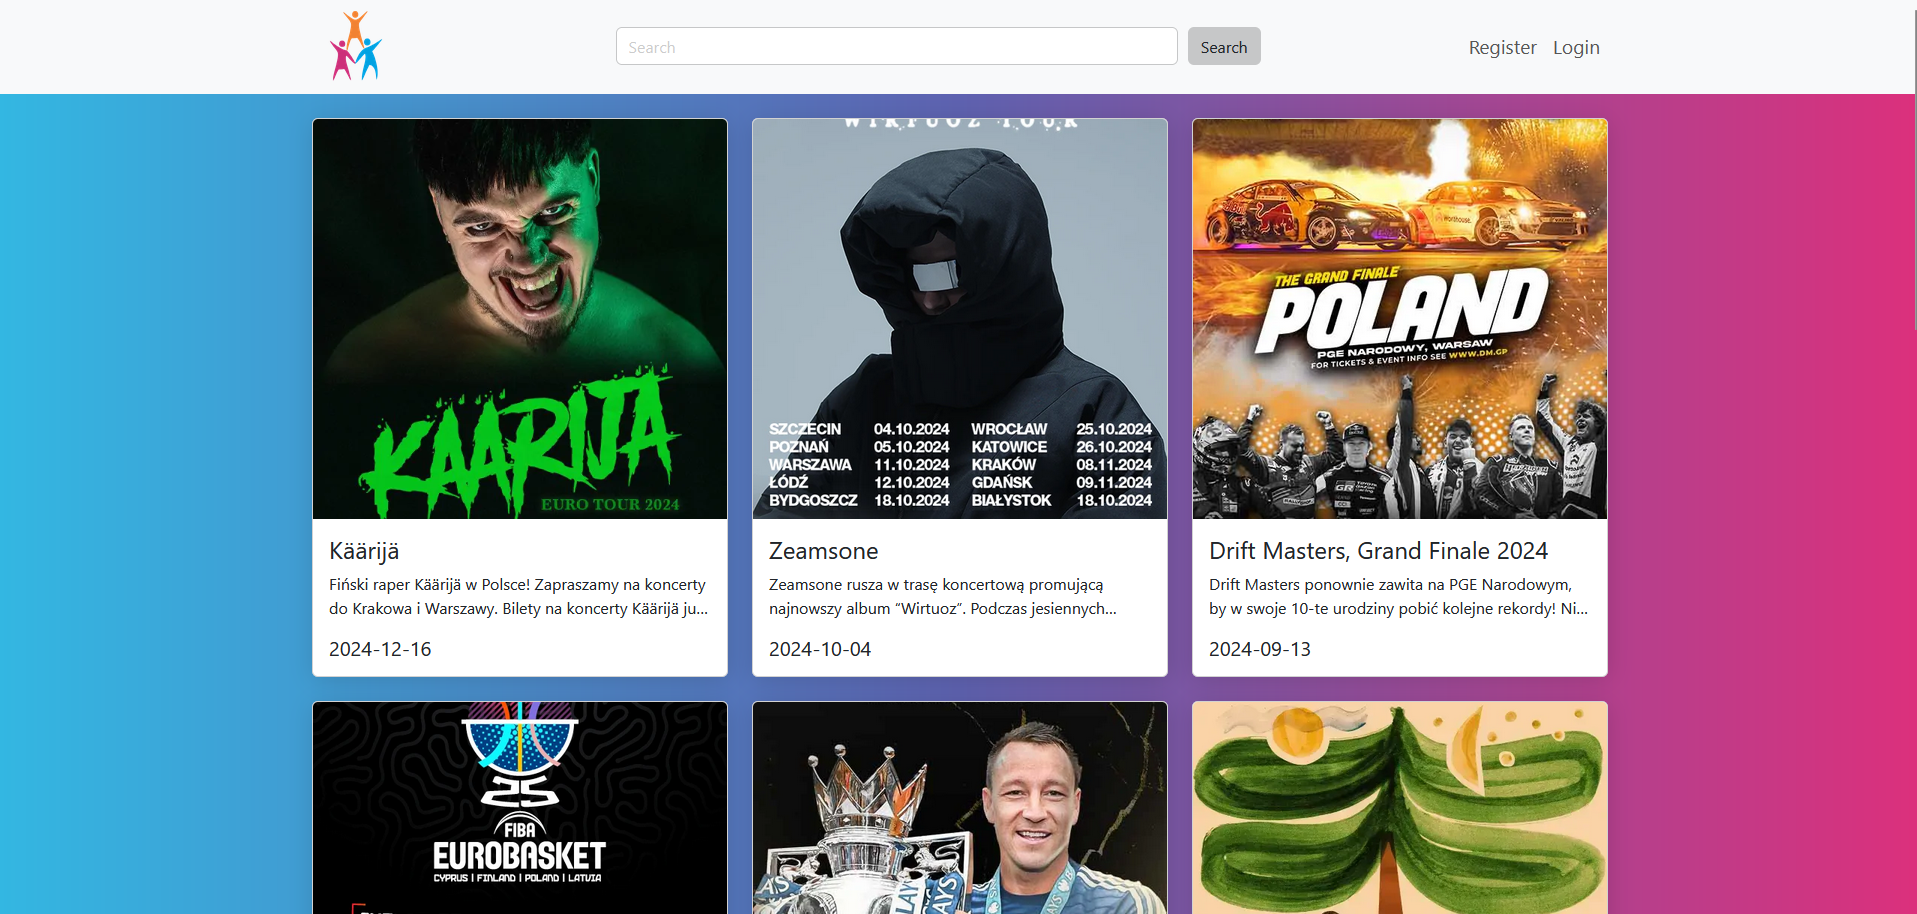 Search
Search
Register
Login
KÄÄRIJÄ
EURO TOUR 2024
Käärijä
Fiński raper Käärijä w Polsce! Zapraszamy na koncerty
do Krakowa i Warszawy. Bilety na koncerty Käärijä ju...
2024-12-16
WIRTUOZ TOUR
SZCZECIN 04.10.2024 WROCŁAW 25.10.2024
POZNAŃ 05.10.2024 KATOWICE 26.10.2024
WARSZAWA 11.10.2024 KRAKÓW 08.11.2024
ŁÓDŹ 12.10.2024 GDAŃSK 09.11.2024
BYDGOSZCZ 18.10.2024 BIAŁYSTOK 18.10.2024
Zeamsone
Zeamsone rusza w trasę koncertową promującą
najnowszy album “Wirtuoz”. Podczas jesiennych...
2024-10-04
THE GRAND FINALE
POLAND
PGE NARODOWY, WARSAW
FOR TICKETS & EVENT INFO SEE WWW.DM.GP
Drift Masters, Grand Finale 2024
Drift Masters ponownie zawita na PGE Narodowym,
by w swoje 10-te urodziny pobić kolejne rekordy! Ni...
2024-09-13
25
FIBA
EUROBASKET
CYPRUS | FINLAND | POLAND | LATVIA